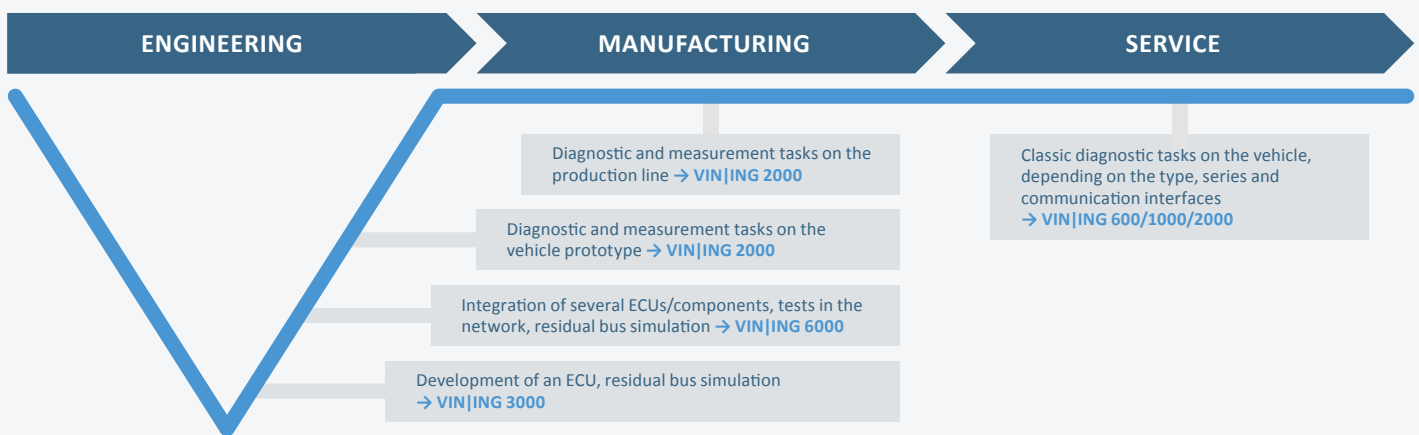 ENGINEERING
MANUFACTURING
SERVICE
Diagnostic and measurement tasks on the
production line → VIN|ING 2000
Classic diagnostic tasks on the vehicle,
depending on the type, series and
communication interfaces
→ VIN|ING 600/1000/2000
Diagnostic and measurement tasks on the
vehicle prototype → VIN|ING 2000
Integration of several ECUs/components, tests in the
network, residual bus simulation → VIN|ING 6000
Development of an ECU, residual bus simulation
→ VIN|ING 3000